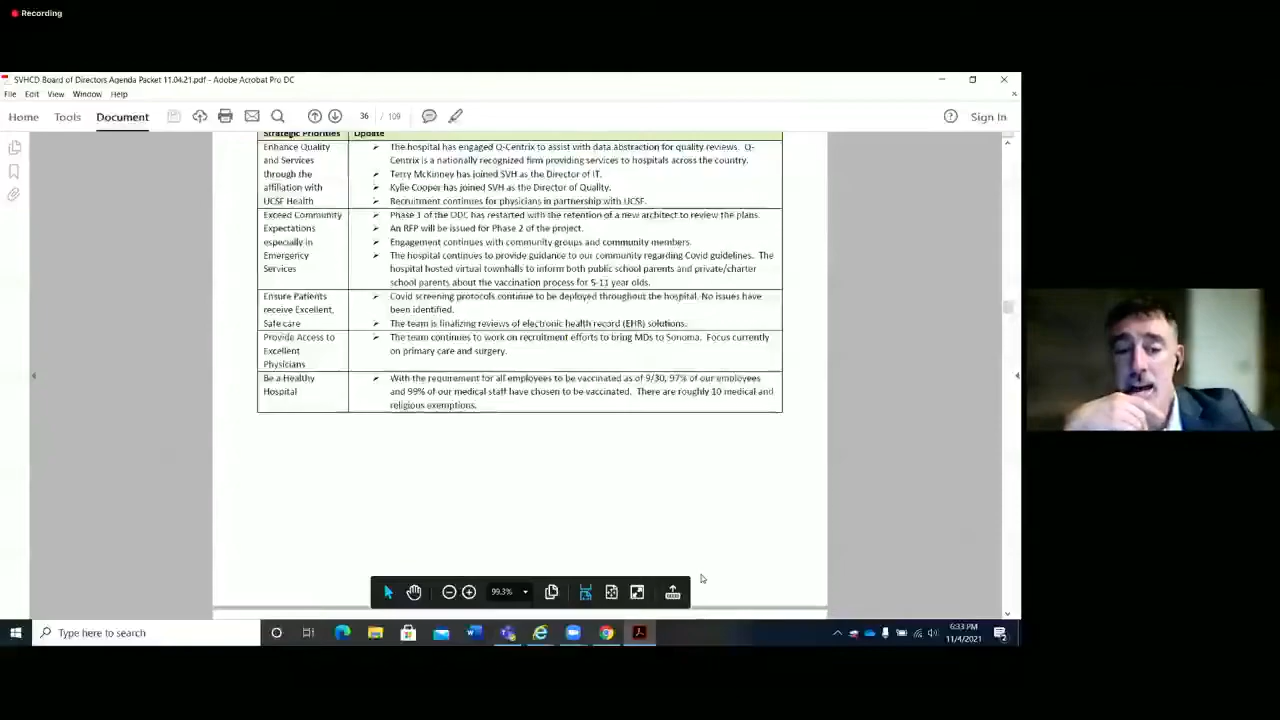 Recording
SVHCD Board of Directors Agenda Packet 11.04.21.pdf - Adobe Acrobat Pro DC
File Edit View Window Help
Home Tools Document 36 / 109 Sign In
Strategic Priorities Update
Enhance Quality
and Services
through the
affiliation with
UCSF Health
The hospital has engaged Q-Centrix to assist with data abstraction for quality reviews. Q-
Centrix is a nationally recognized firm providing services to hospitals across the country.
Terry McKinney has joined SVH as the Director of IT.
Kylie Cooper has joined SVH as the Director of Quality.
Recruitment continues for physicians in partnership with UCSF.
Exceed Community
Expectations
especially in
Emergency
Services
Phase 1 of the ODC has restarted with the retention of a new architect to review the plans.
An RFP will be issued for Phase 2 of the project.
Engagement continues with community groups and community members.
The hospital continues to provide guidance to our community regarding Covid guidelines. The
hospital hosted virtual townhalls to inform both public school parents and private/charter
school parents about the vaccination process for 5-11 year olds.
Ensure Patients
receive Excellent,
Safe care
Covid screening protocols continue to be deployed throughout the hospital. No issues have
been identified.
The team is finalizing reviews of electronic health record (EHR) solutions.
Provide Access to
Excellent
Physicians
The team continues to work on recruitment efforts to bring MDs to Sonoma. Focus currently
on primary care and surgery.
Be a Healthy
Hospital
With the requirement for all employees to be vaccinated as of 9/30, 97% of our employees
and 99% of our medical staff have chosen to be vaccinated. There are roughly 10 medical and
religious exemptions.
99.3%
Type here to search
6:33 PM
11/4/2021